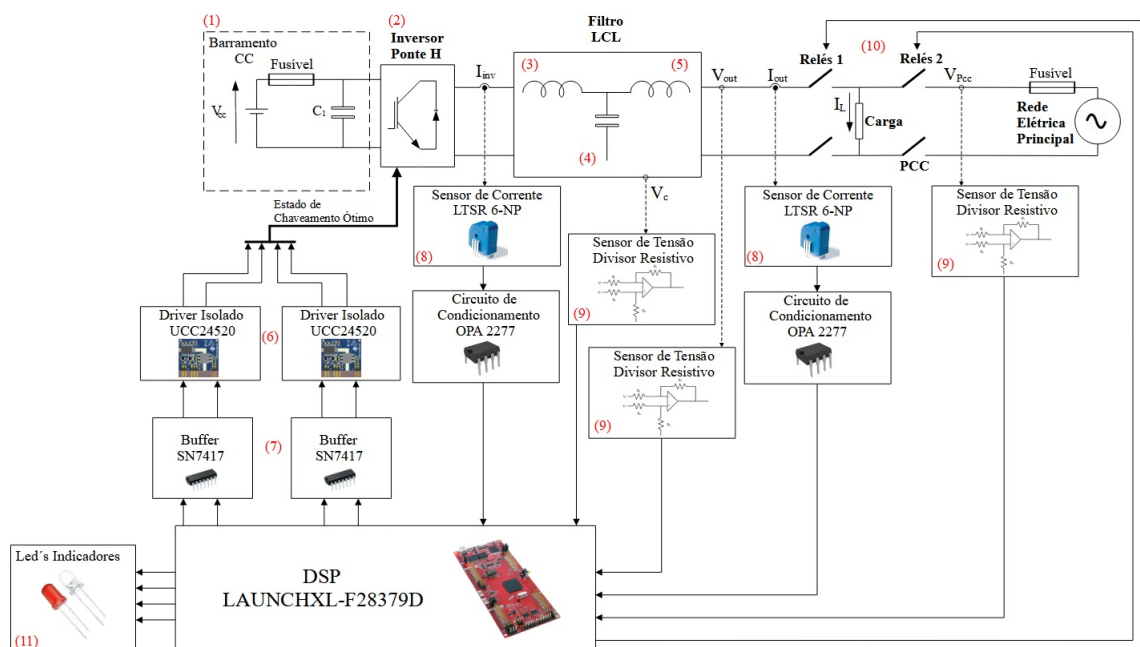 (1)
Barramento
CC
Fusível
Vcc
C1
(2)
Inversor
Ponte H
Iinv
Filtro
LCL
(3)
(5)
(4)
Vc
Vout
Iout
Relés 1
(10)
Relés 2
IL
Carga
VPcc
Fusível
Rede
Elétrica
Principal
PCC
Estado de
Chaveamento Ótimo
Sensor de Corrente
LTSR 6-NP
(8)
Sensor de Tensão
Divisor Resistivo
(9)
Sensor de Corrente
LTSR 6-NP
(8)
Sensor de Tensão
Divisor Resistivo
(9)
Driver Isolado
UCC24520
(6)
Driver Isolado
UCC24520
Circuito de
Condicionamento
OPA 2277
Sensor de Tensão
Divisor Resistivo
(9)
Circuito de
Condicionamento
OPA 2277
Buffer
SN7417
(7)
Buffer
SN7417
Led´s Indicadores
(11)
DSP
LAUNCHXL-F28379D